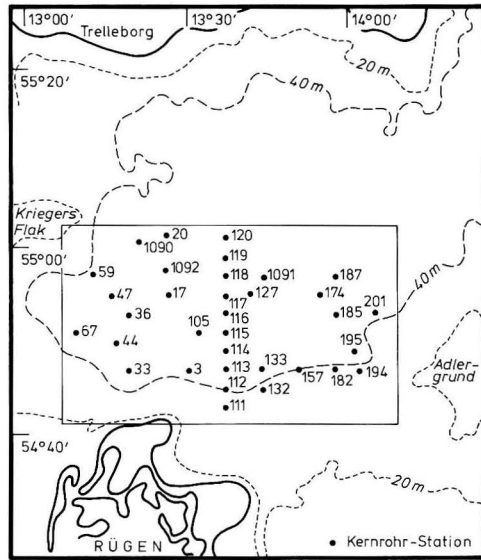 13°00' 13°30' 14°00'
Trelleborg
20 m
55°20'
40 m
Kriegers
Flak
20 120
1090
55°00'
119
59 1092 118 1091 187
40 m
47 17 117 127 174
36 116 185 201
67 105 115
44 114 195
33 3 113 133 157 182 194
Adler-
grund
112 132
111
54°40'
20 m
RÜGEN
Kernrohr-Station